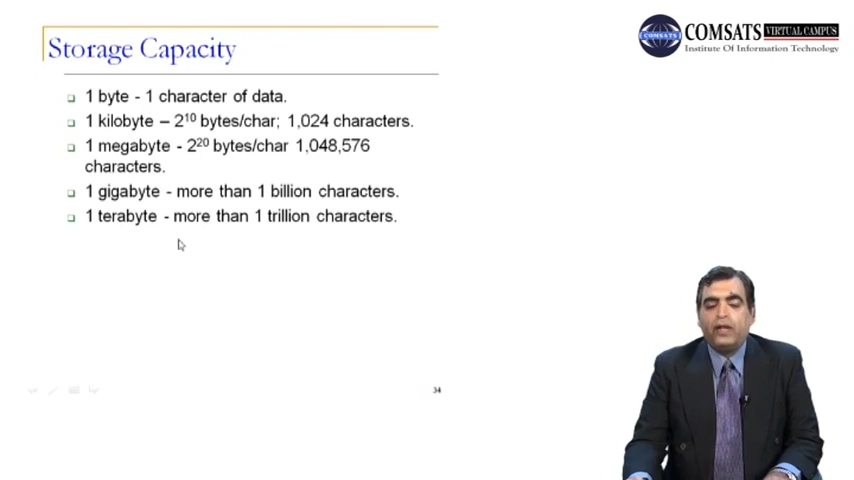 Storage Capacity
1 byte - 1 character of data.
1 kilobyte – 2¹⁰ bytes/char; 1,024 characters.
1 megabyte - 2²⁰ bytes/char 1,048,576
characters.
1 gigabyte - more than 1 billion characters.
1 terabyte - more than 1 trillion characters.
34
COMSATS
COMSATS VIRTUAL CAMPUS
Institute Of Information Technology